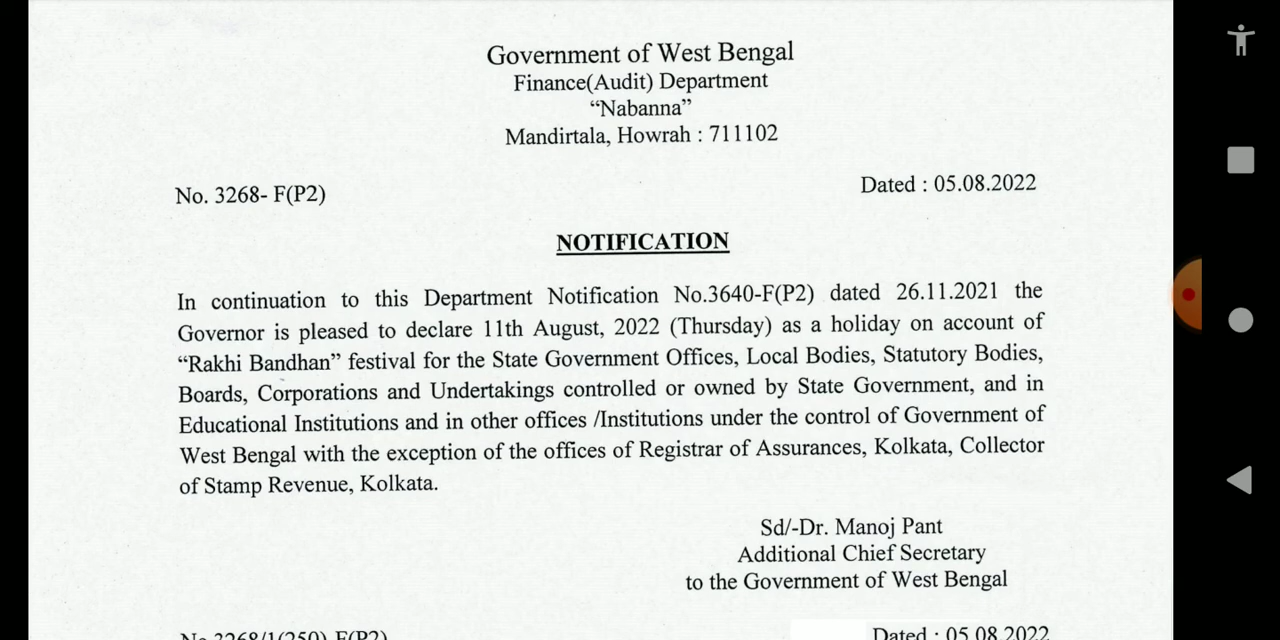 Government of West Bengal
Finance(Audit) Department
“Nabanna”
Mandirtala, Howrah : 711102
No. 3268- F(P2)
Dated : 05.08.2022
NOTIFICATION
In continuation to this Department Notification No.3640-F(P2) dated 26.11.2021 the
Governor is pleased to declare 11th August, 2022 (Thursday) as a holiday on account of
“Rakhi Bandhan” festival for the State Government Offices, Local Bodies, Statutory Bodies,
Boards, Corporations and Undertakings controlled or owned by State Government, and in
Educational Institutions and in other offices /Institutions under the control of Government of
West Bengal with the exception of the offices of Registrar of Assurances, Kolkata, Collector
of Stamp Revenue, Kolkata.
Sd/-Dr. Manoj Pant
Additional Chief Secretary
to the Government of West Bengal
No.3268/1(250)-F(P2)
Dated : 05.08.2022